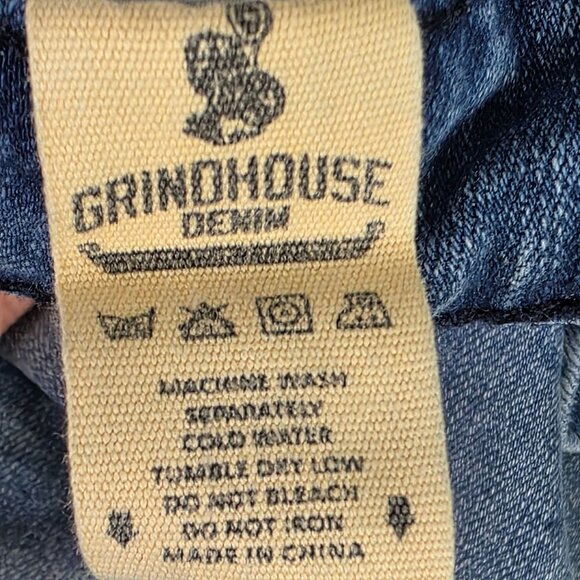 GRINDHOUSE
DENIM
MACHINE WASH
SEPARATELY
COLD WATER
TUMBLE DRY LOW
DO NOT BLEACH
DO NOT IRON
MADE IN CHINA